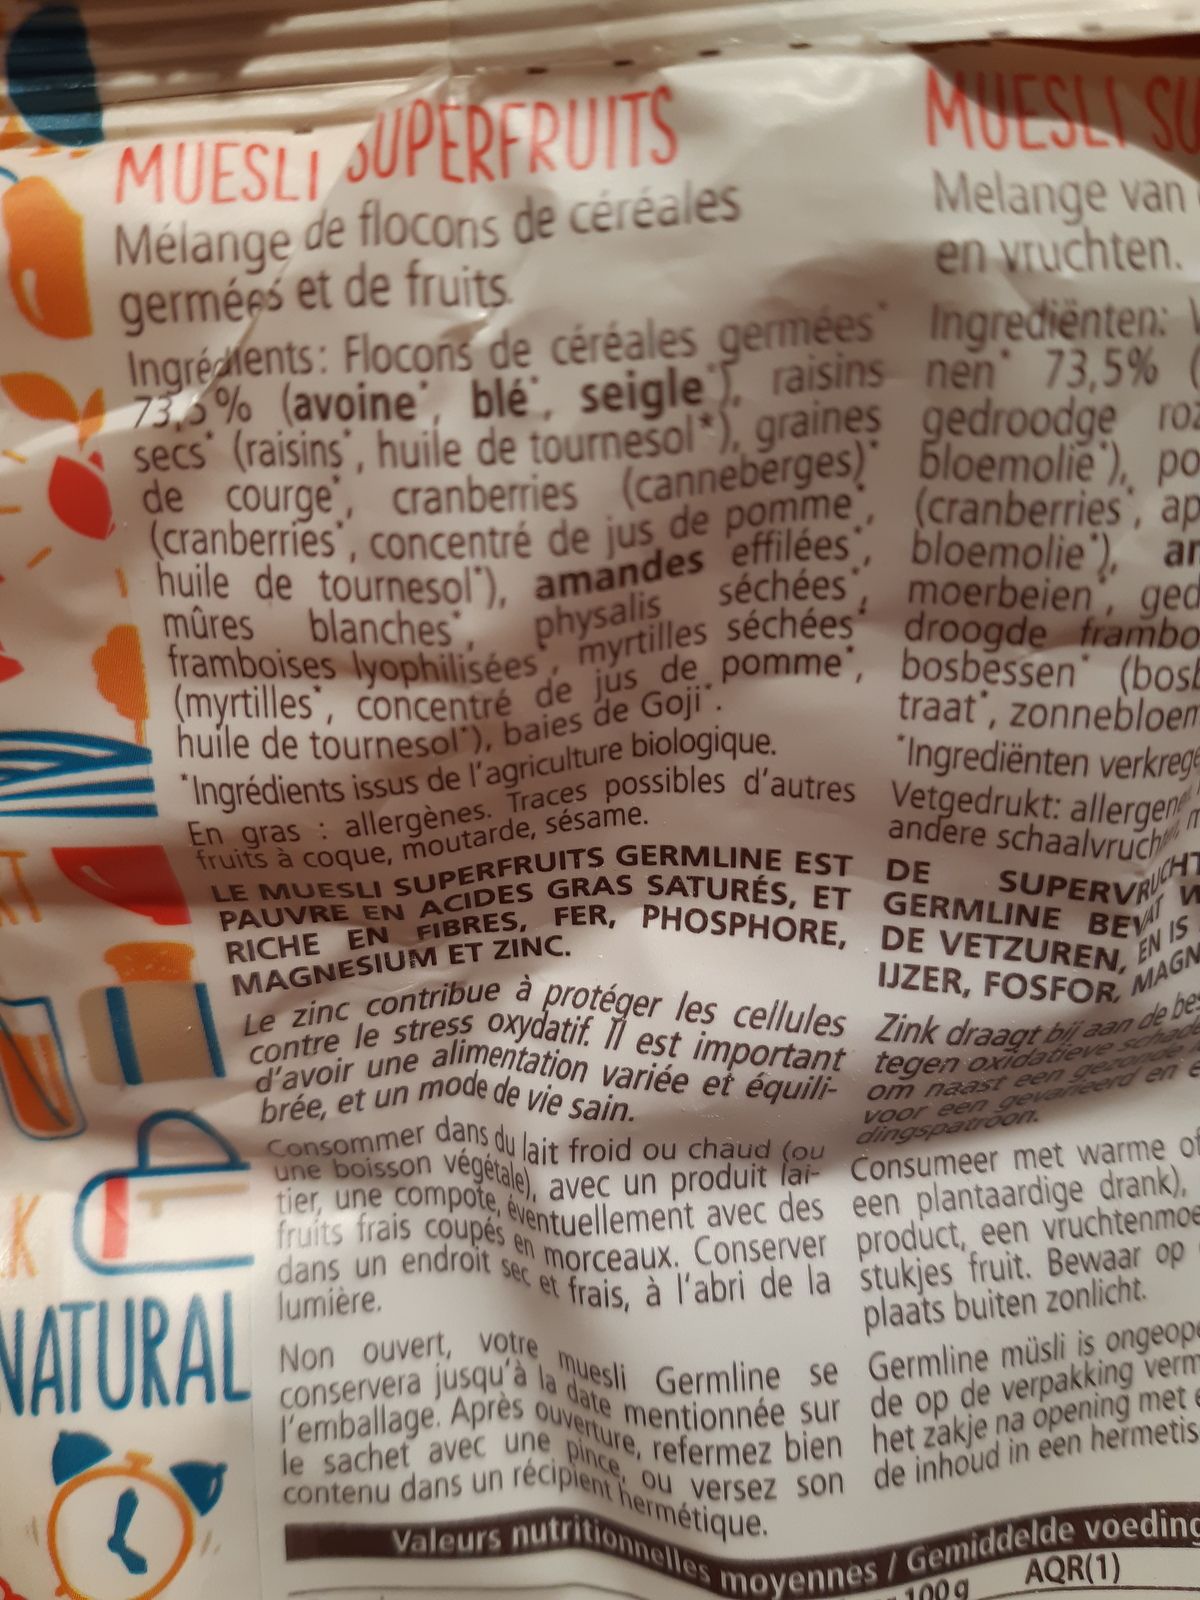 MUESLI SUPERFRUITS
Mélange de flocons de céréales
germées et de fruits.
Ingrédients: Flocons de céréales germées*
73,5% (avoine*, blé*, seigle*), raisins
secs* (raisins*, huile de tournesol*), graines
de courge*, cranberries (canneberges)*
(cranberries*, concentré de jus de pomme*,
huile de tournesol*), amandes effilées*,
mûres blanches*, physalis séchées*,
framboises lyophilisées*, myrtilles séchées*
(myrtilles*, concentré de jus de pomme*,
huile de tournesol*), baies de Goji*.
*Ingrédients issus de l'agriculture biologique.
En gras : allergènes. Traces possibles d'autres
fruits à coque, moutarde, sésame.
LE MUESLI SUPERFRUITS GERMLINE EST
PAUVRE EN ACIDES GRAS SATURÉS, ET
RICHE EN FIBRES, FER, PHOSPHORE,
MAGNESIUM ET ZINC.
Le zinc contribue à protéger les cellules
contre le stress oxydatif. Il est important
d'avoir une alimentation variée et équili-
brée, et un mode de vie sain.
Consommer dans du lait froid ou chaud (ou
une boisson végétale), avec un produit lai-
tier, une compote, éventuellement avec des
fruits frais coupés en morceaux. Conserver
dans un endroit sec et frais, à l'abri de la
lumière.
Non ouvert, votre muesli Germline se
conservera jusqu'à la date mentionnée sur
l'emballage. Après ouverture, refermez bien
le sachet avec une pince, ou versez son
contenu dans un récipient hermétique.
MUESLI SU
Melange van
en vruchten.
Ingrediënten:
nen* 73,5% (
gedroogde
bloemolie*),
(cranberries*,
bloemolie*),
moerbeien*,
droogde
bosbessen*
traat*,
*Ingrediënten
Vetgedrukt:
andere
DE SUPERVRUCHT
GERMLINE BEVAT
DE VETZUREN, EN IS
IJZER, FOSFOR,
Zink draagt bij aan de
tegen oxidatieve
om naast een
voor een gevarieerd en
dingspatroon.
Consumeer met warme of
een plantaardige drank),
product, een
stukjes fruit. Bewaar op
plaats buiten zonlicht.
Germline müsli is
de op de verpakking
het zakje na opening met
de inhoud in een
Valeurs nutritionnelles moyennes / Gemiddelde
100g AQR(1)
NATURAL